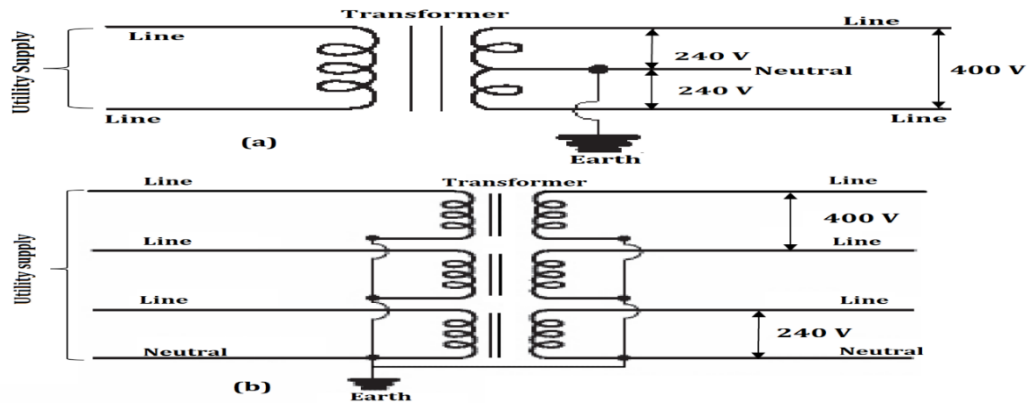 Transformer
Line
Line
Utility Supply
240 V
Neutral
400 V
240 V
Line
Line
(a)
Earth
Line
Transformer
Line
400 V
Line
Line
Utility supply
Line
Line
240 V
Neutral
Neutral
(b)
Earth